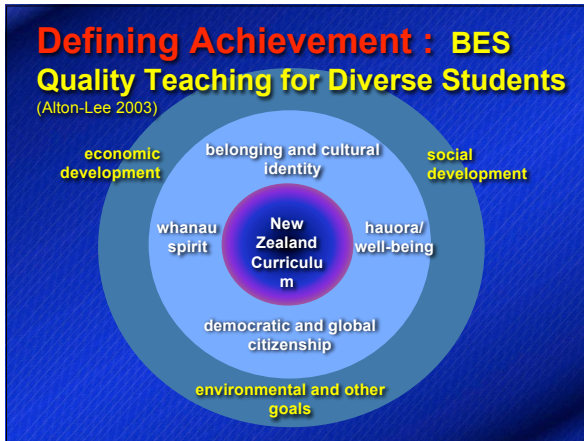 Defining Achievement : BES
Quality Teaching for Diverse Students
(Alton-Lee 2003)
economic
development
belonging and cultural
identity
social
development
whanau
spirit
New
Zealand
Curriculu
m
hauora/
well-being
democratic and global
citizenship
environmental and other
goals